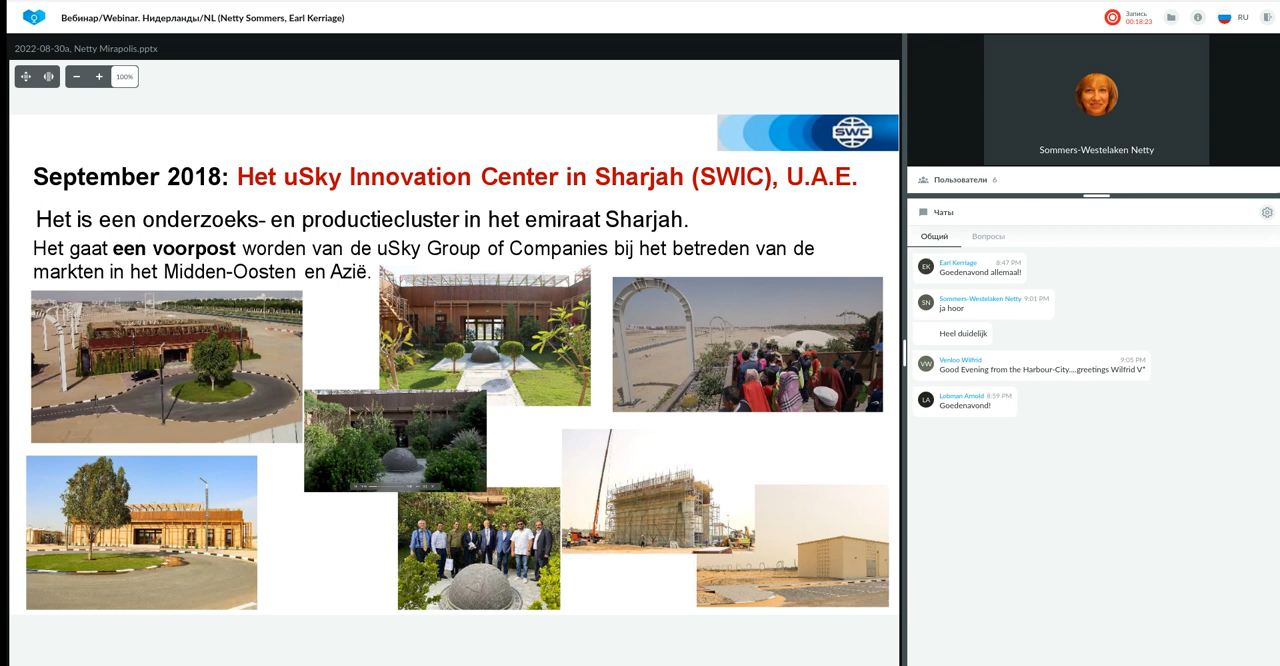 Вебинар/Webinar. Нидерланды/NL (Netty Sommers, Earl Kerriage)
Запись
00:18:23
RU
2022-08-30a, Netty Mirapolis.pptx
100%
SWC
September 2018: Het uSky Innovation Center in Sharjah (SWIC), U.A.E.
Het is een onderzoeks- en productiecluster in het emiraat Sharjah.
Het gaat een voorpost worden van de uSky Group of Companies bij het betreden van de
markten in het Midden-Oosten en Azië.
Sommers-Westelaken Netty
Пользователи 6
Чаты
Общий Вопросы
EK
Earl Kerriage 8:47 PM
Goedenavond allemaal!
SN
Sommers-Westelaken Netty 9:01 PM
ja hoor
Heel duidelijk
VW
Venloo Wilfrid 9:05 PM
Good Evening from the Harbour-City....greetings Wilfrid V"
LA
Lobman Arnold 8:59 PM
Goedenavond!